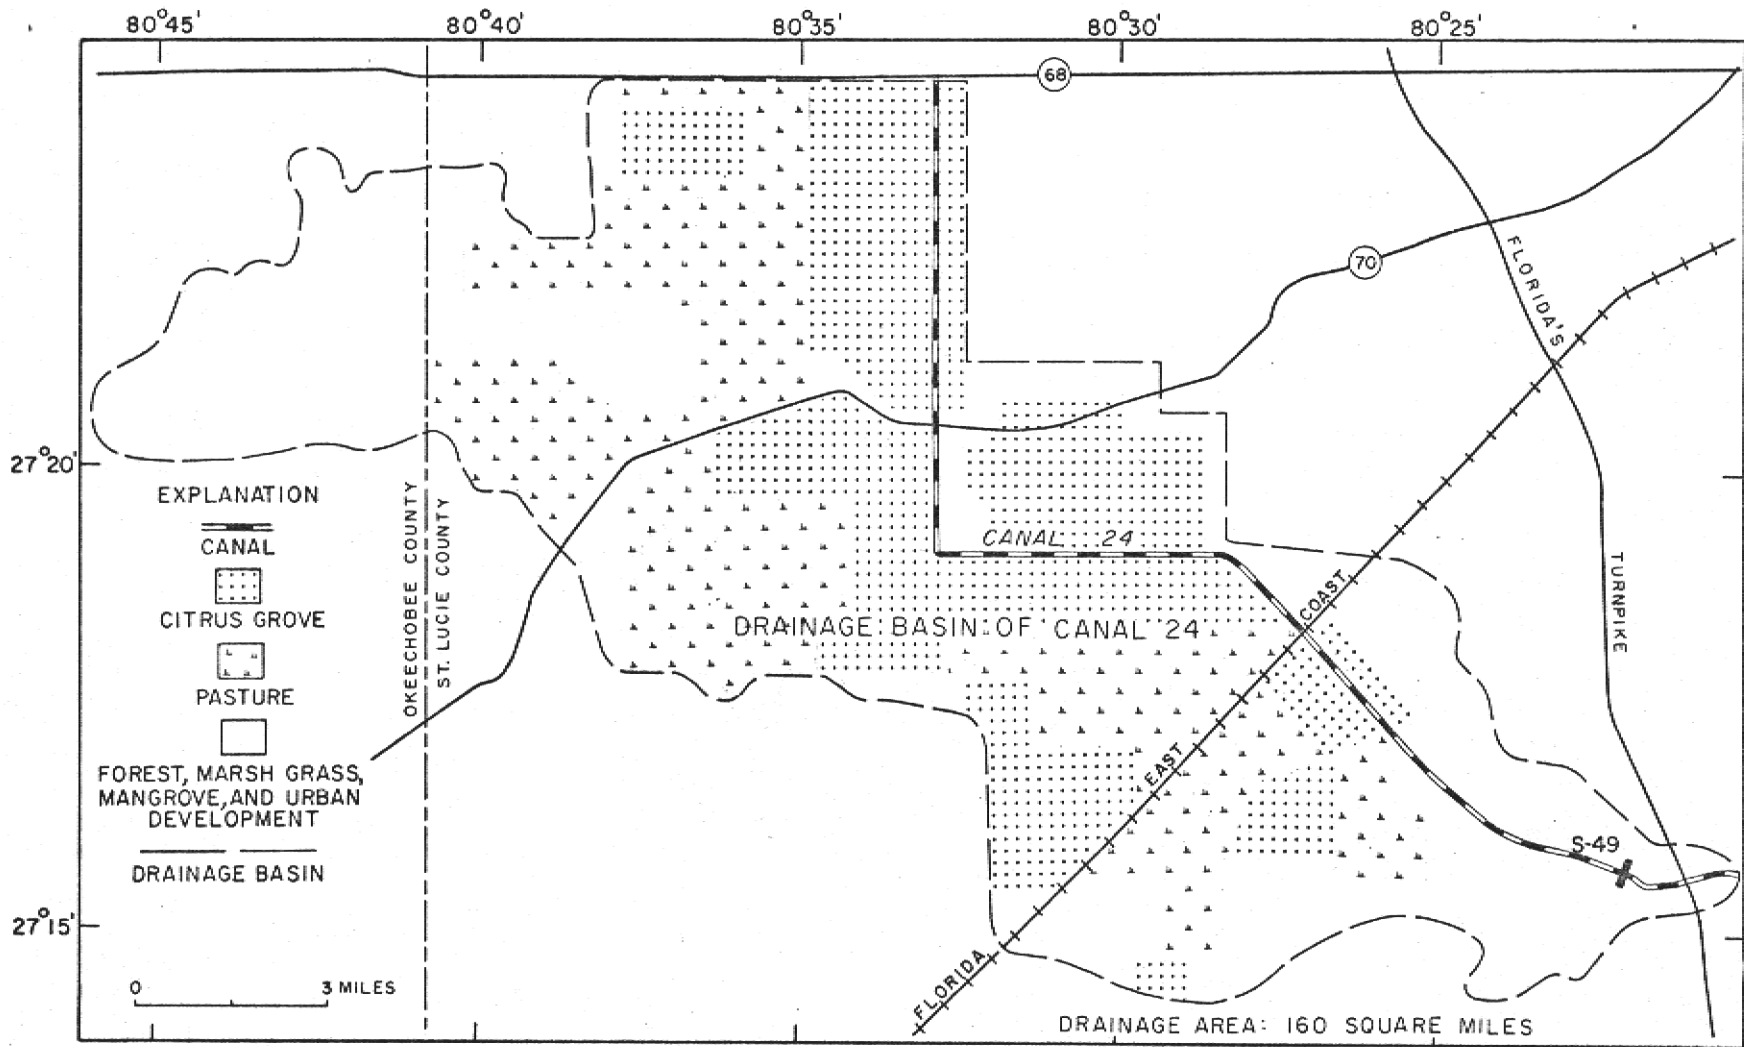 80°45'
80°40'
80°35'
80°30'
80°25'
68
70
FLORIDA'S
TURNPIKE
27°20'
27°15'
EXPLANATION
CANAL
CITRUS GROVE
PASTURE
FOREST, MARSH GRASS,
MANGROVE, AND URBAN
DEVELOPMENT
DRAINAGE BASIN
0 3 MILES
OKEECHOBEE COUNTY
ST. LUCIE COUNTY
CANAL 24
DRAINAGE BASIN OF CANAL 24
FLORIDA EAST COAST
S-49
DRAINAGE AREA: 160 SQUARE MILES